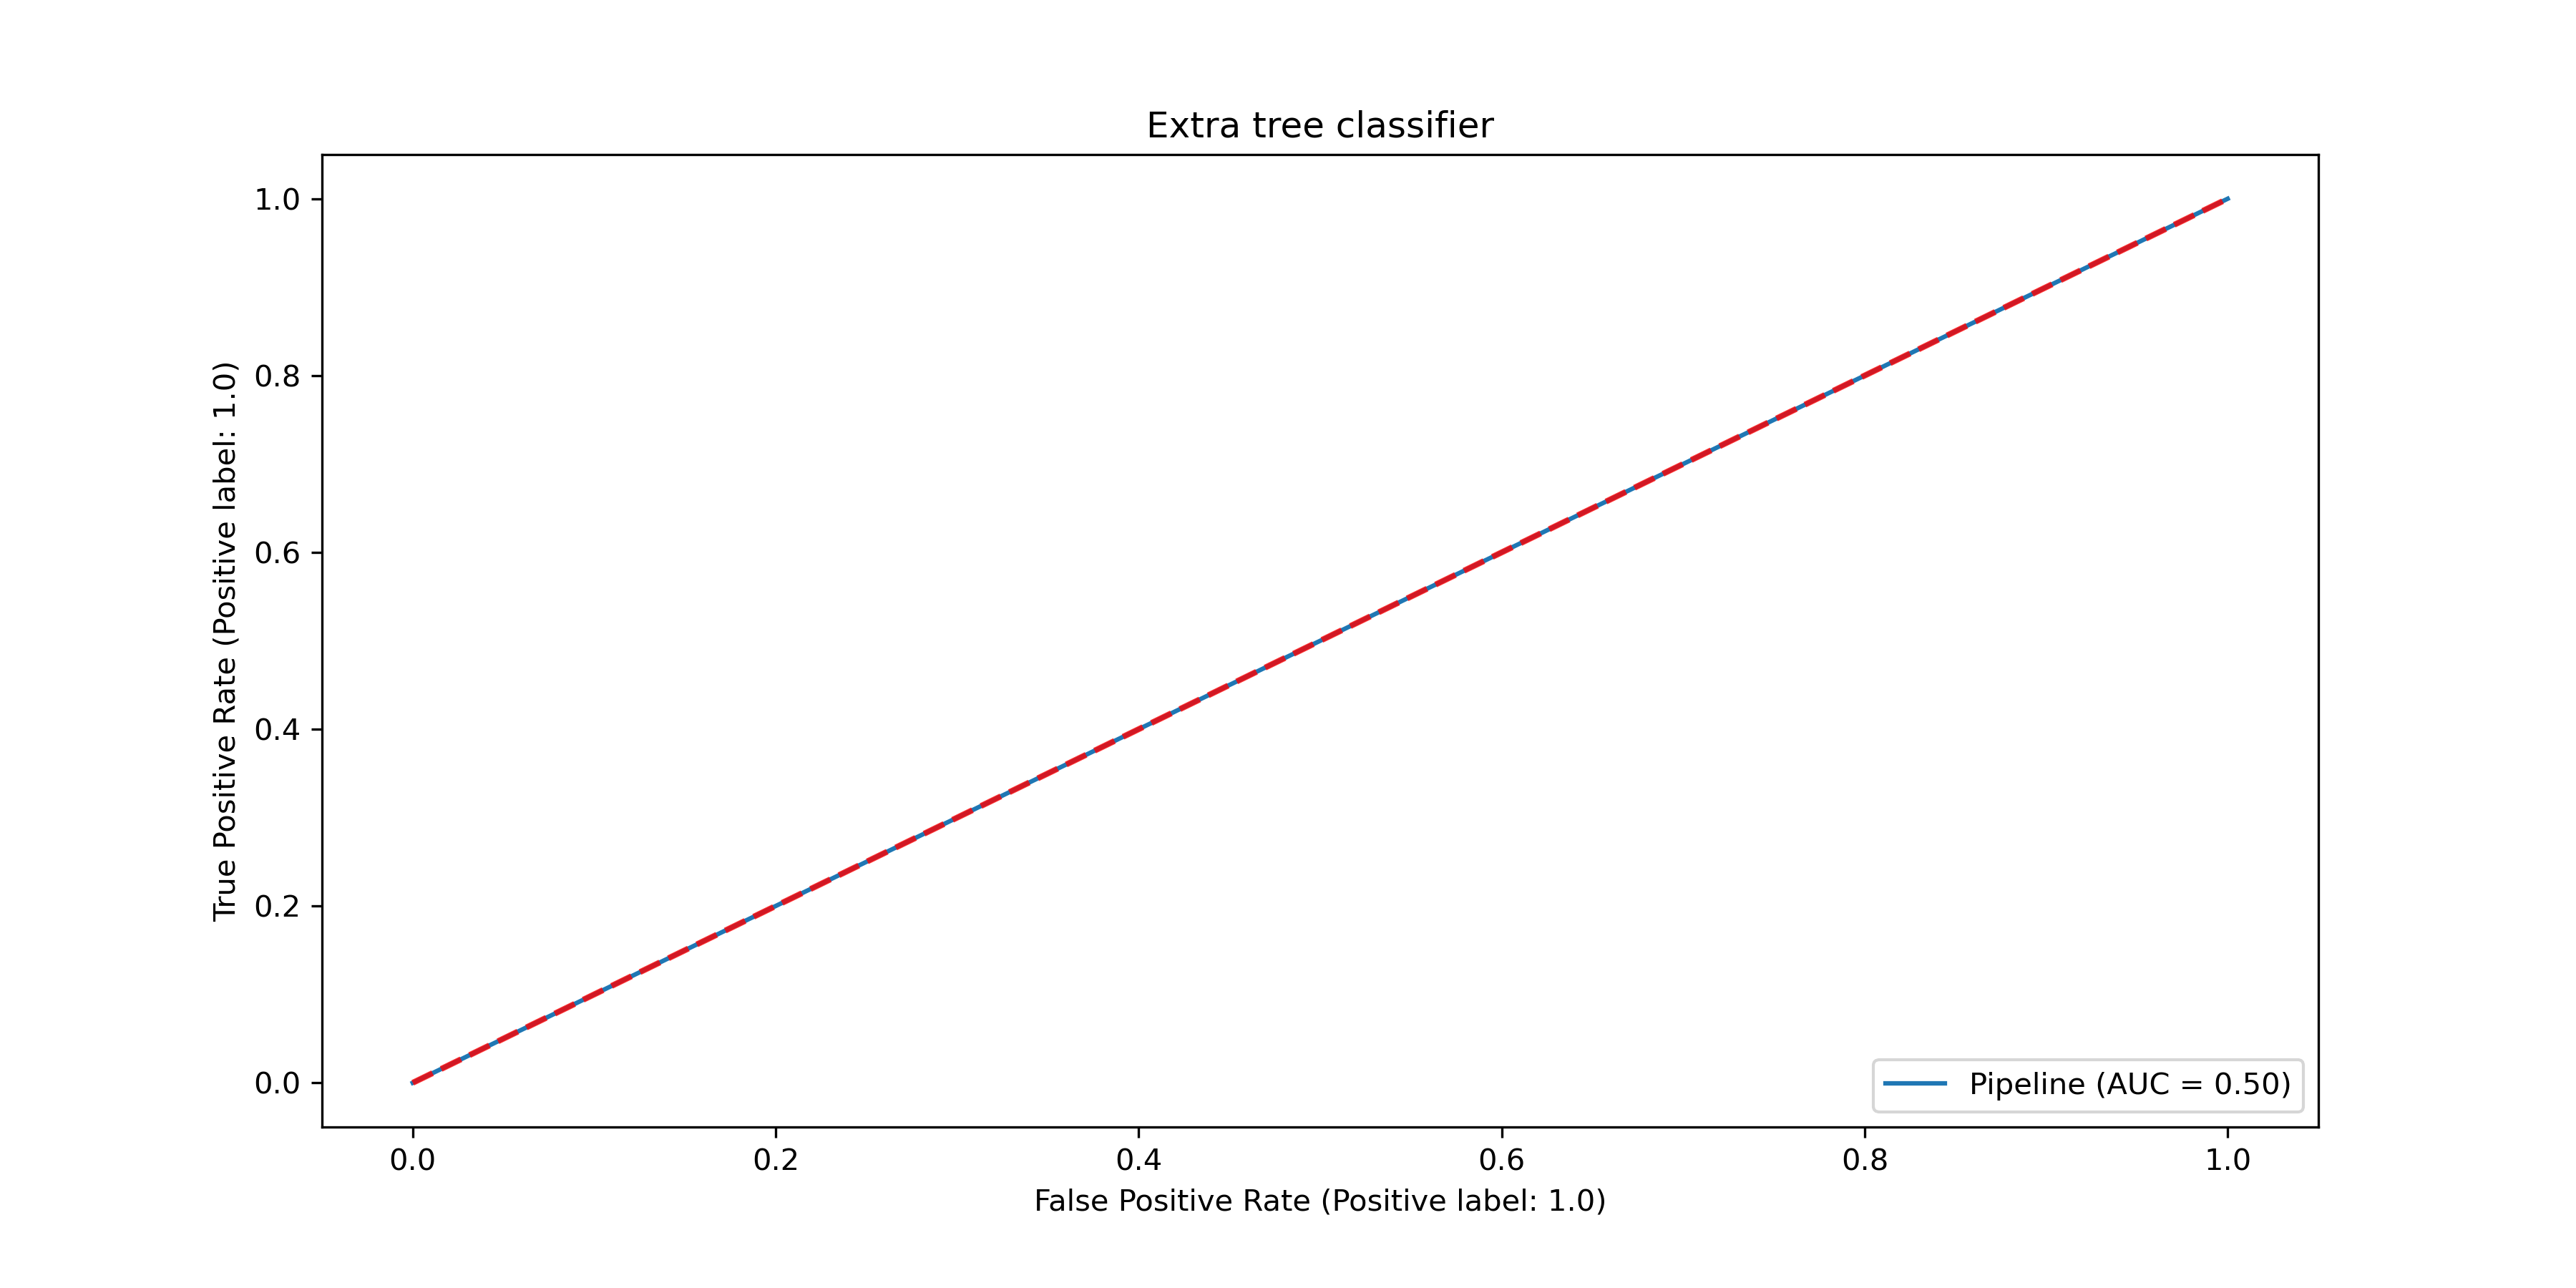 Extra tree classifier
True Positive Rate (Positive label: 1.0)
1.0
0.8
0.6
0.4
0.2
0.0
Pipeline (AUC = 0.50)
0.0 0.2 0.4 0.6 0.8 1.0
False Positive Rate (Positive label: 1.0)